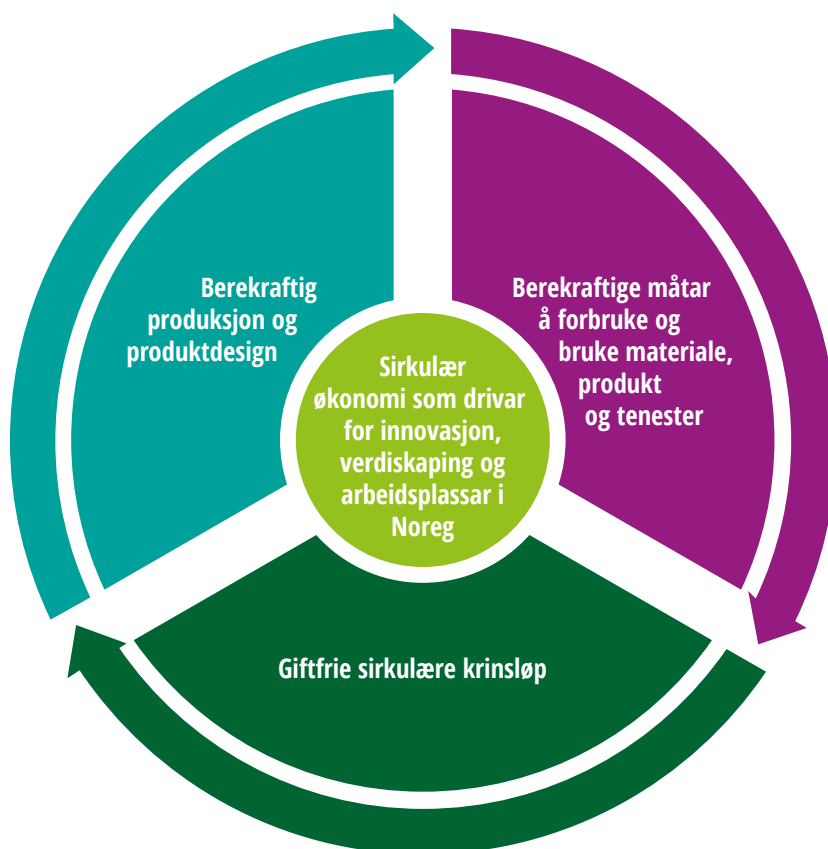 Berekraftig
produksjon og
produktdesign
Berekraftige måtar
å forbruke og
bruke materiale,
produkt
og tenester
Sirkulær
økonomi som drivar
for innovasjon,
verdiskaping og
arbeidsplassar i
Noreg
Giftfrie sirkulære krinsløp